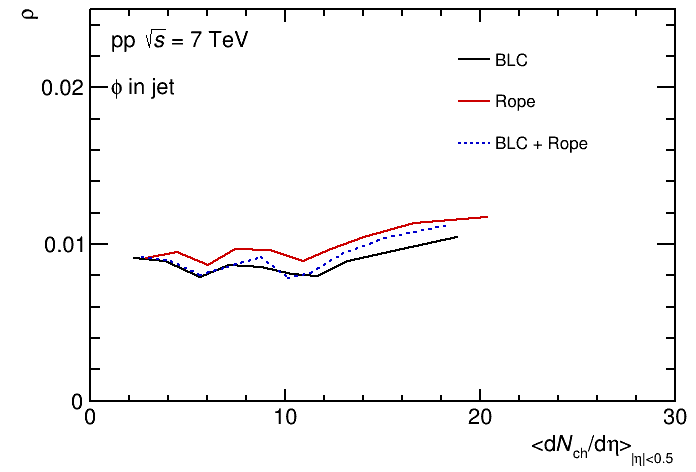 ρ
pp √s = 7 TeV
ϕ in jet
BLC
Rope
BLC + Rope
0.02
0.01
0
0 10 20 30
<dN_ch/dη>_|η|<0.5